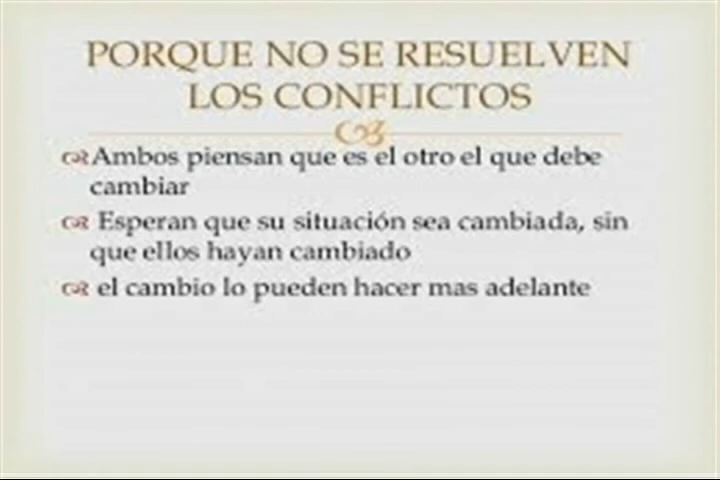 PORQUE NO SE RESUELVEN
LOS CONFLICTOS
Ambos piensan que es el otro el que debe
cambiar
Esperan que su situación sea cambiada, sin
que ellos hayan cambiado
el cambio lo pueden hacer mas adelante